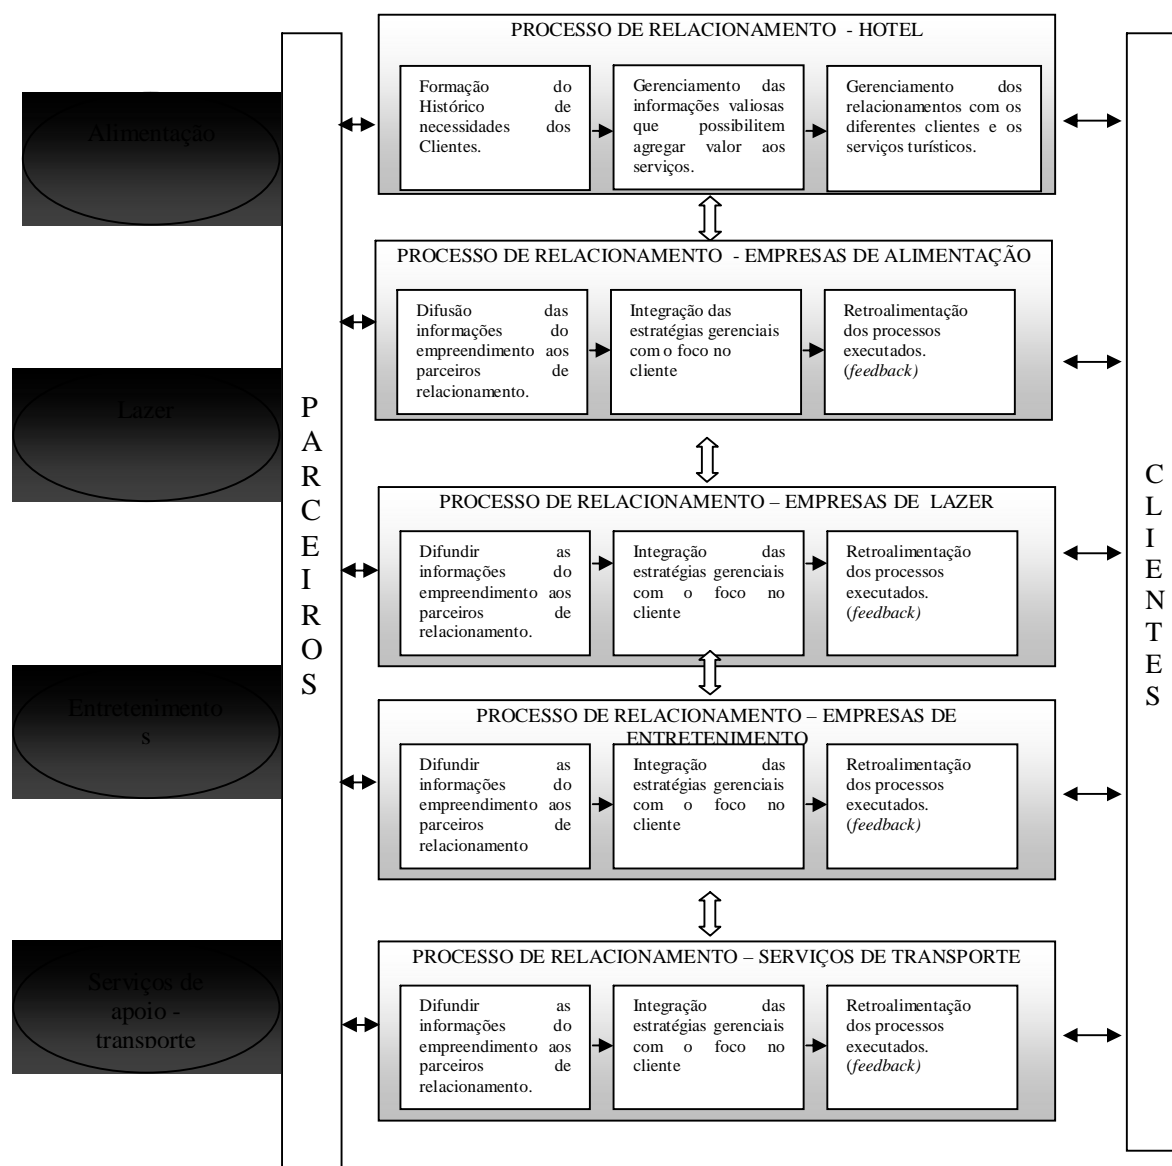 Alimentação
Lazer
Entretenimento
s
Serviços de
apoio -
transporte
P
A
R
C
E
I
R
O
S
PROCESSO DE RELACIONAMENTO - HOTEL
Formação do
Histórico de
necessidades dos
Clientes.
Gerenciamento das
informações valiosas
que possibilitem
agregar valor aos
serviços.
Gerenciamento dos
relacionamentos com os
diferentes clientes e os
serviços turísticos.
PROCESSO DE RELACIONAMENTO - EMPRESAS DE ALIMENTAÇÃO
Difusão das
informações do
empreendimento aos
parceiros de
relacionamento.
Integração das
estratégias gerenciais
com o foco no
cliente
Retroalimentação
dos processos
executados.
(feedback)
PROCESSO DE RELACIONAMENTO – EMPRESAS DE LAZER
Difundir as
informações do
empreendimento aos
parceiros de
relacionamento.
Integração das
estratégias gerenciais
com o foco no
cliente
Retroalimentação
dos processos
executados.
(feedback)
PROCESSO DE RELACIONAMENTO – EMPRESAS DE
ENTRETENIMENTO
Difundir as
informações do
empreendimento aos
parceiros de
relacionamento
Integração das
estratégias gerenciais
com o foco no
cliente
Retroalimentação
dos processos
executados.
(feedback)
PROCESSO DE RELACIONAMENTO – SERVIÇOS DE TRANSPORTE
Difundir as
informações do
empreendimento aos
parceiros de
relacionamento.
Integração das
estratégias gerenciais
com o foco no
cliente
Retroalimentação
dos processos
executados.
(feedback)
C
L
I
E
N
T
E
S